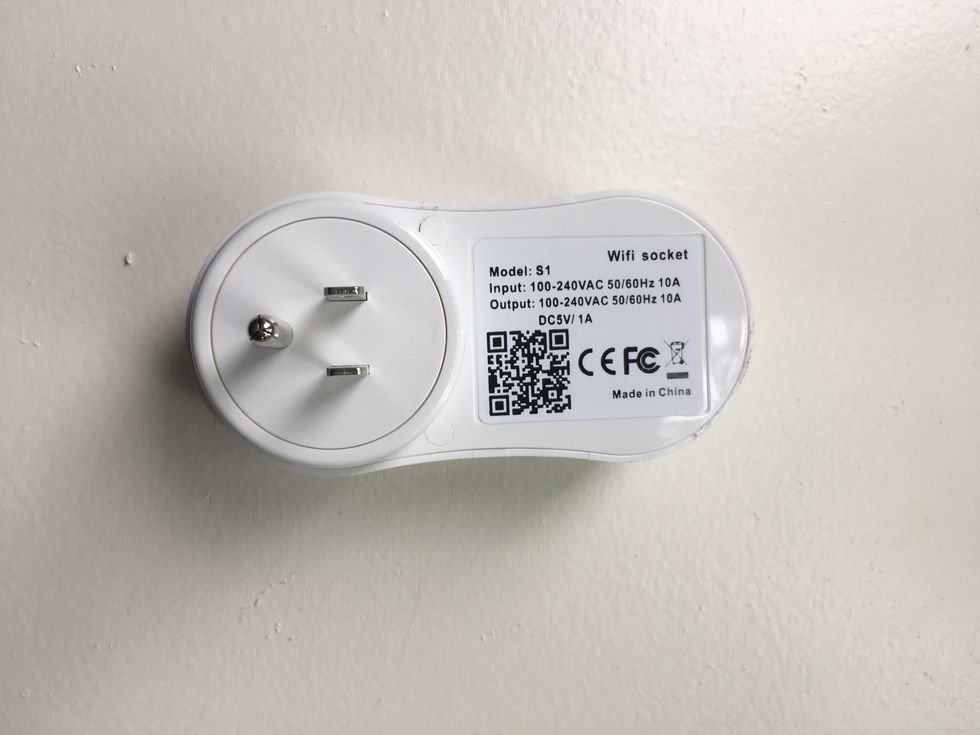 Wifi socket
Model: S1
Input: 100-240VAC 50/60Hz 10A
Output: 100-240VAC 50/60Hz 10A
DC5V/ 1A
CE FC
Made in China